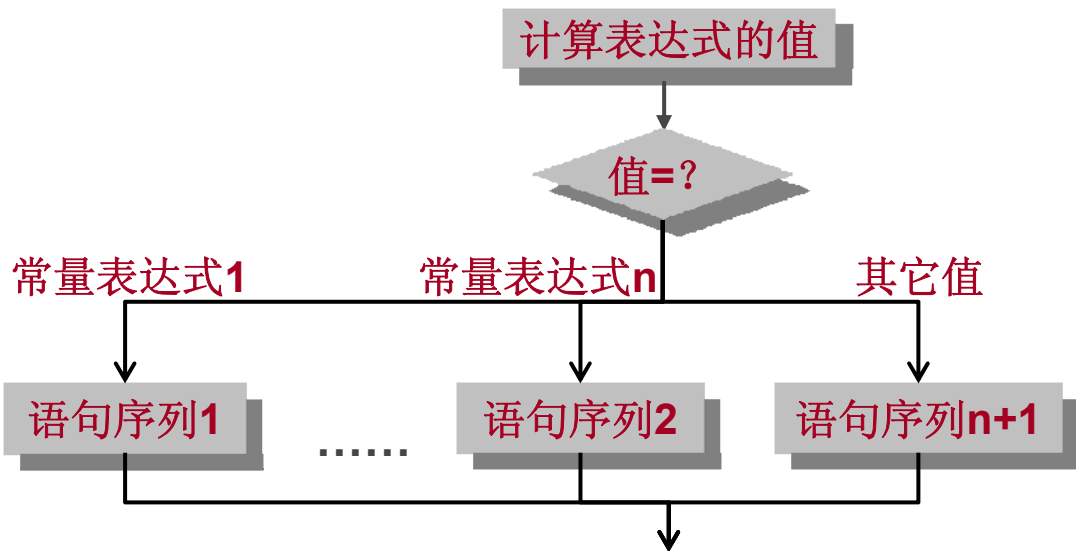 计算表达式的值
值=?
常量表达式1
常量表达式n
其它值
语句序列1
······
语句序列2
语句序列n+1